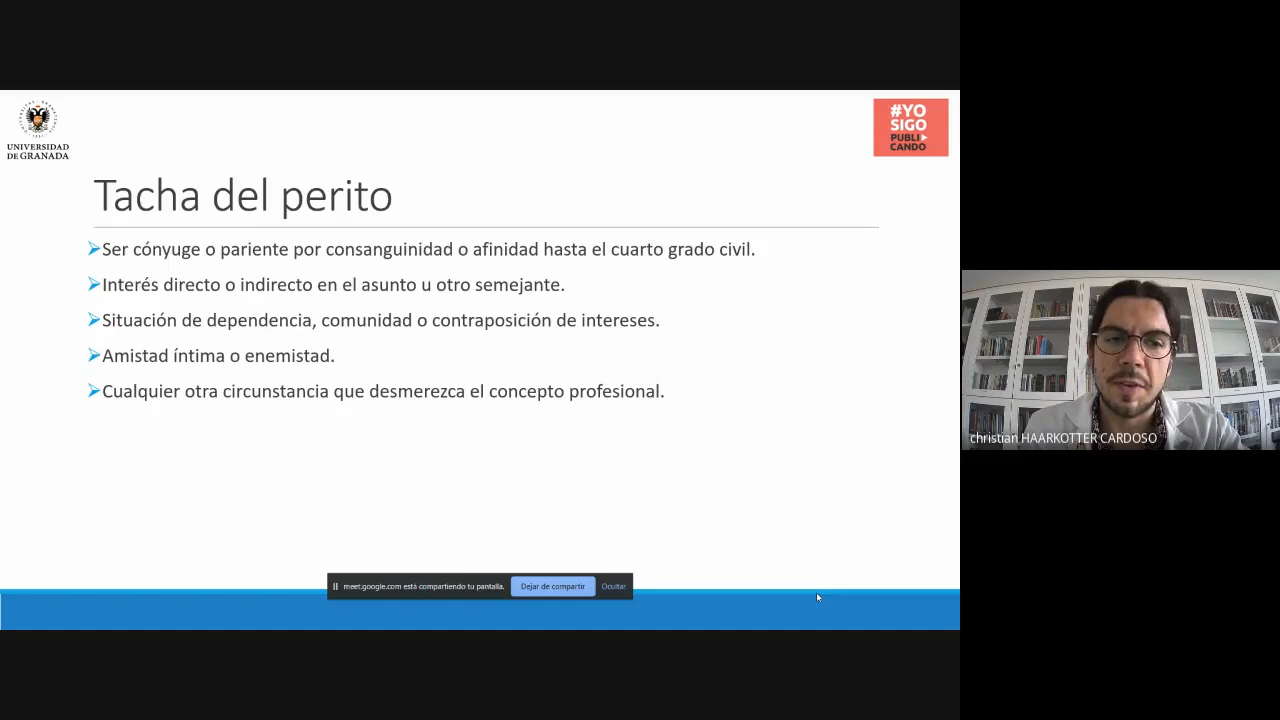 UNIVERSIDAD
DE GRANADA
#YO
SIGO
PUBLI
CANDO
Tacha del perito
Ser cónyuge o pariente por consanguinidad o afinidad hasta el cuarto grado civil.
Interés directo o indirecto en el asunto u otro semejante.
Situación de dependencia, comunidad o contraposición de intereses.
Amistad íntima o enemistad.
Cualquier otra circunstancia que desmerezca el concepto profesional.
christian HAARKOTTER CARDOSO
meet.google.com está compartiendo tu pantalla. Dejar de compartir Ocultar